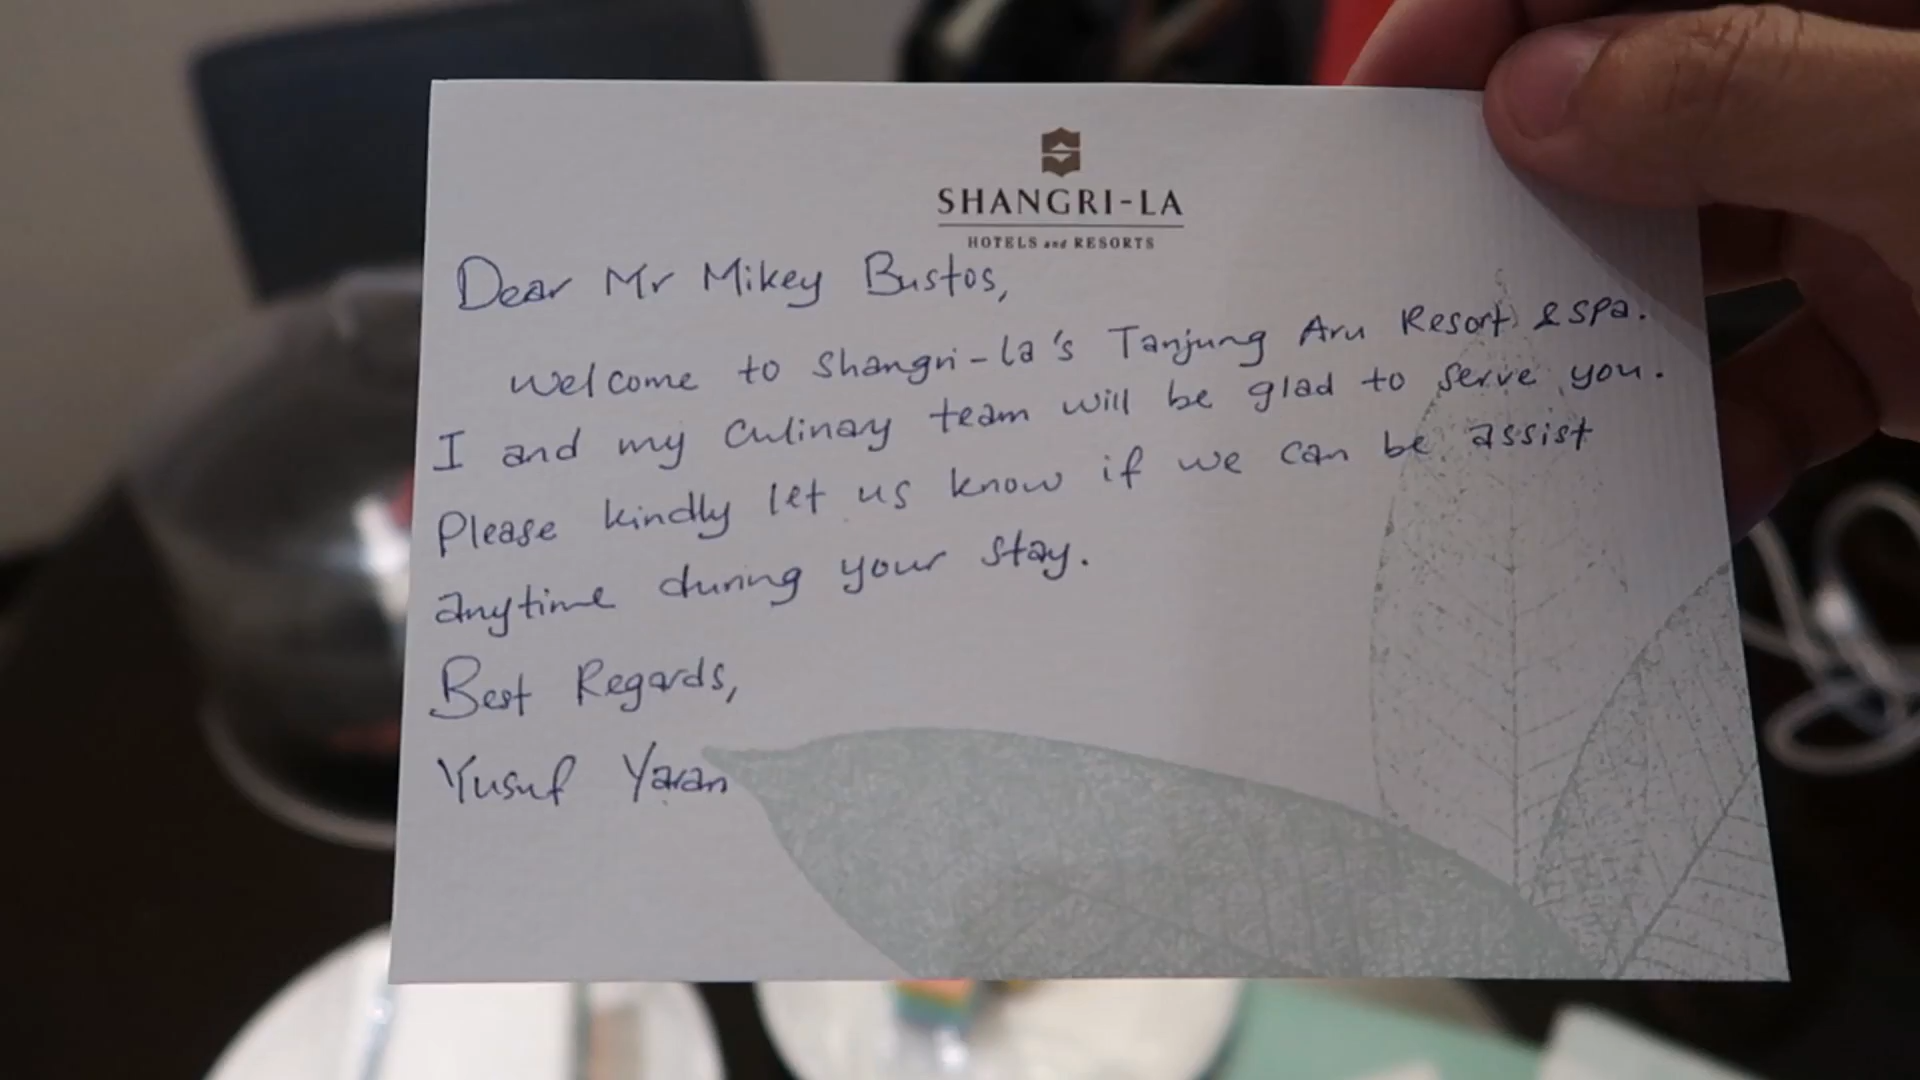 SHANGRI-LA
HOTELS and RESORTS
Dear Mr Mikey Bustos,
Welcome to Shangri-la's Tanjung Aru Resort & Spa.
I and my Culinary team will be glad to serve you.
Please kindly let us know if we can be assist
anytime during your stay.
Best Regards,
Yusuf Yaran